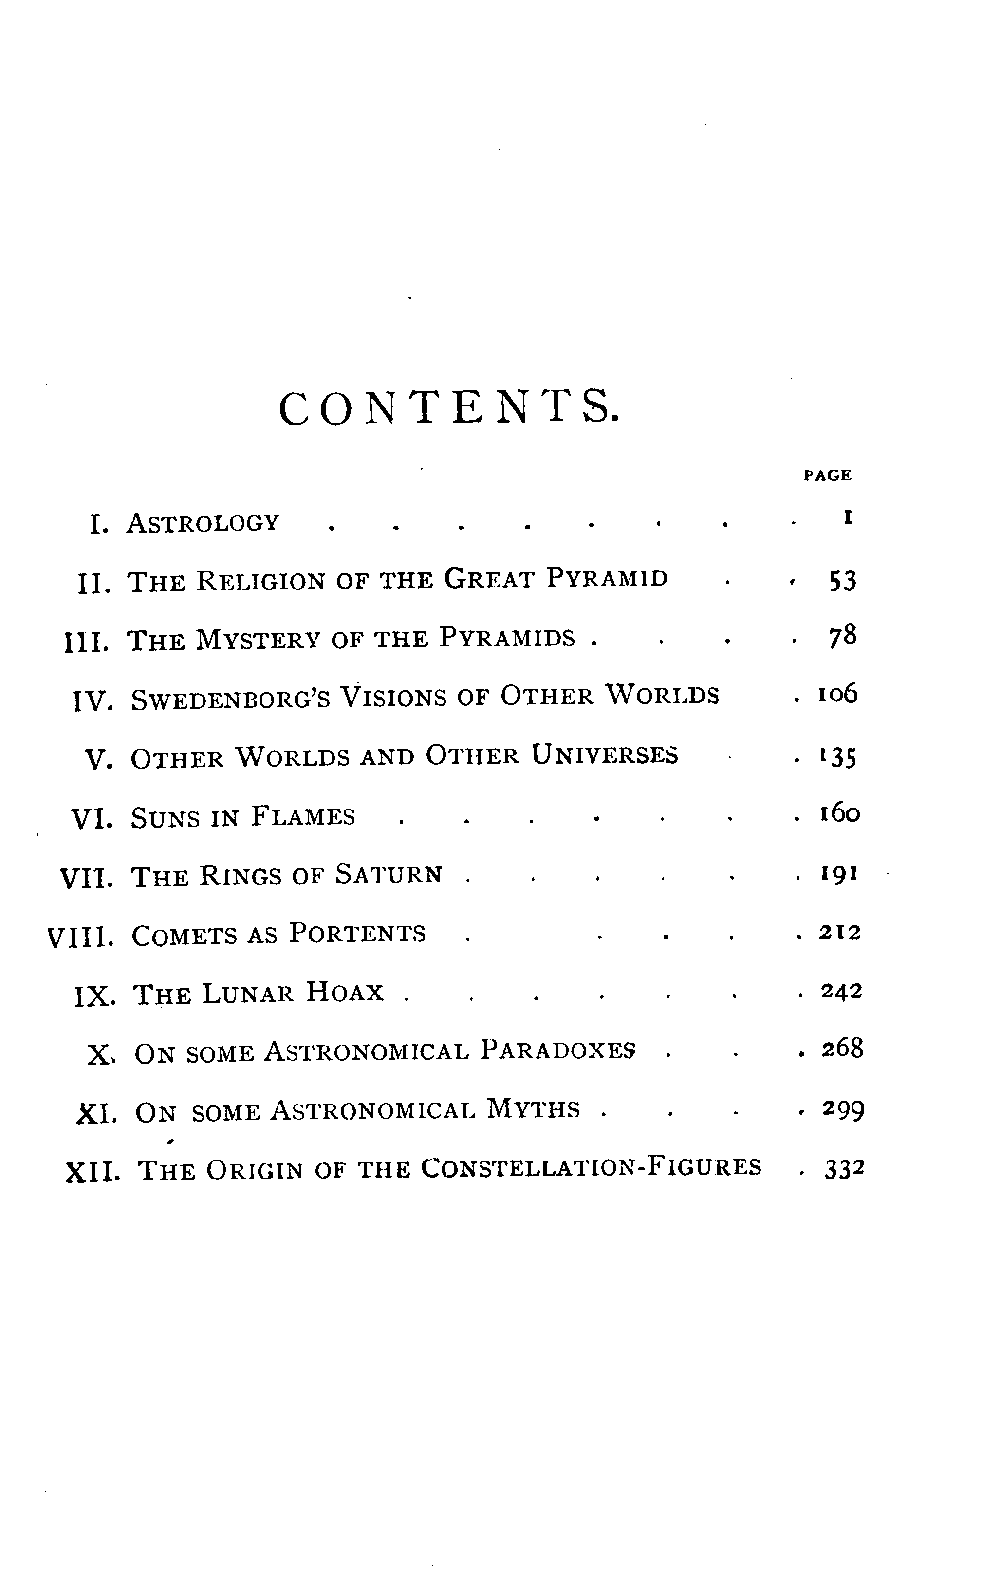 CONTENTS.
PAGE
I. ASTROLOGY . . . . . . . . 1
II. THE RELIGION OF THE GREAT PYRAMID . . 53
III. THE MYSTERY OF THE PYRAMIDS . . . . 78
IV. SWEDENBORG'S VISIONS OF OTHER WORLDS . 106
V. OTHER WORLDS AND OTHER UNIVERSES . . 135
VI. SUNS IN FLAMES . . . . . . . 160
VII. THE RINGS OF SATURN . . . . . . 191
VIII. COMETS AS PORTENTS . . . . . 212
IX. THE LUNAR HOAX . . . . . . . 242
X. ON SOME ASTRONOMICAL PARADOXES . . . 268
XI. ON SOME ASTRONOMICAL MYTHS . . . . 299
XII. THE ORIGIN OF THE CONSTELLATION-FIGURES . 332